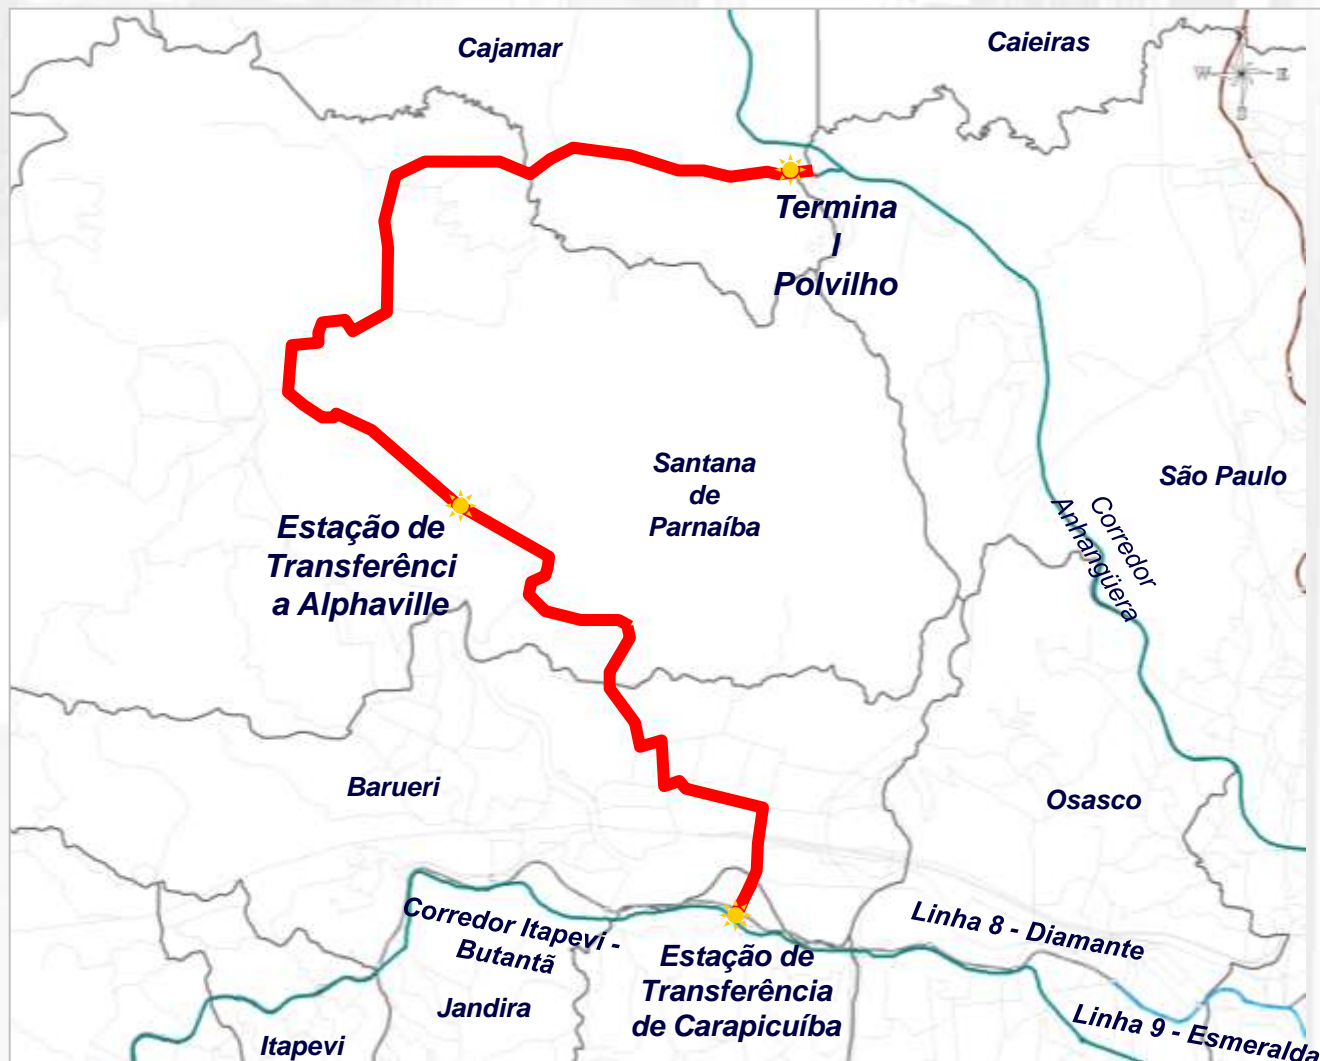 Cajamar
Caieiras
W
E
S
Termina
l
Polvilho
Santana
de
Parnaíba
São Paulo
Corredor
Anhangüera
Estação de
Transferênci
a Alphaville
Barueri
Osasco
Corredor Itapevi -
Butantã
Linha 8 - Diamante
Estação de
Transferência
de Carapicuíba
Jandira
Itapevi
Linha 9 - Esmeralda